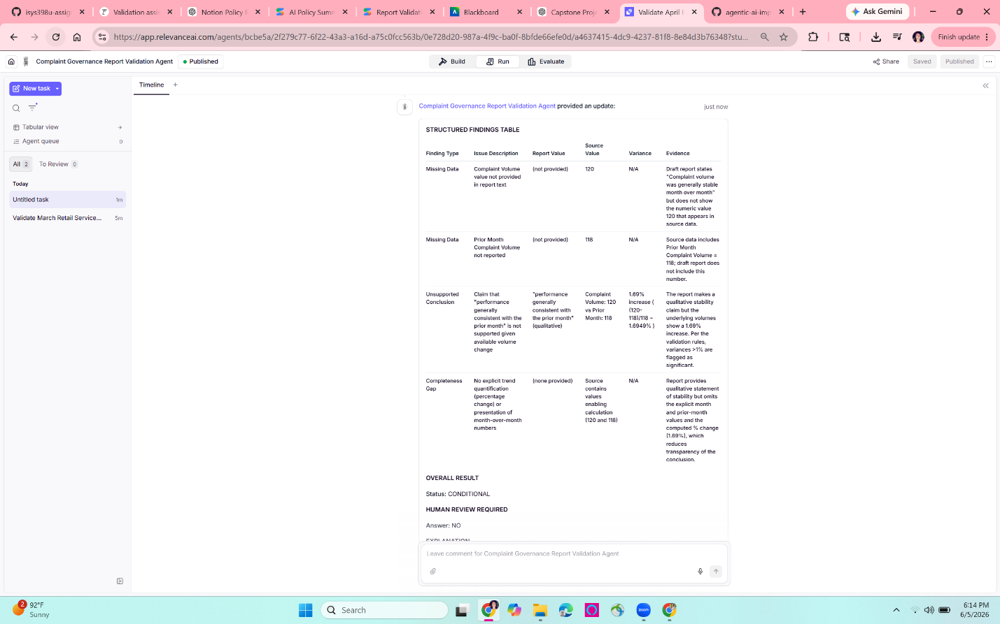 isys398u-assig
Validation assis
Notion Policy E
AI Policy Summ
Report Validati
Blackboard
Capstone Proje
Validate April B
agentic-ai-imp
Ask Gemini
https://app.relevanceai.com/agents/bcbe5a/2f279c77-6f22-43a3-a16d-a75c0fcc563b/0e728d20-987a-4f9c-ba0f-8bfde66efe0d/a4637415-4dc9-4237-81f8-8e84d3b76348?stu...
Finish update
Complaint Governance Report Validation Agent
Published
Build
Run
Evaluate
Share
Saved
Published
New task
Timeline
Tabular view
Agent queue 0
All 2
To Review 0
Today
Untitled task 1m
Validate March Retail Service... 5m
Complaint Governance Report Validation Agent provided an update:
just now
STRUCTURED FINDINGS TABLE
Finding Type
Issue Description
Report Value
Source
Value
Variance
Evidence
Missing Data
Complaint Volume
value not provided
in report text
(not provided)
120
N/A
Draft report states
"Complaint volume
was generally stable
month over month"
but does not show
the numeric value
120 that appears in
source data.
Missing Data
Prior Month
Complaint Volume
not reported
(not provided)
118
N/A
Source data includes
Prior Month
Complaint Volume =
118; draft report does
not include this
number.
Unsupported
Conclusion
Claim that
"performance
generally
consistent with the
prior month" is not
supported given
available volume
change
"performance
generally
consistent with
the prior month"
(qualitative)
Complaint
Volume: 120
vs Prior
Month: 118
1.69%
increase (
(120-
118)/118 =
1.6949% )
The report makes a
qualitative stability
claim but the
underlying volumes
show a 1.69%
increase. Per the
validation rules,
variances >1% are
flagged as
significant.
Completeness
Gap
No explicit trend
quantification
(percentage
change) or
presentation of
month-over-month
numbers
(none provided)
Source
contains
values
enabling
calculation
(120 and 118)
N/A
Report provides
qualitative statement
of stability but omits
the explicit month
and prior-month
values and the
computed % change
(1.69%), which
reduces
transparency of the
conclusion.
OVERALL RESULT
Status: CONDITIONAL
HUMAN REVIEW REQUIRED
Answer: NO
EXPLANATION
Leave comment for Complaint Governance Report Validation Agent
2
92°F
Sunny
Search
zoom
6:14 PM
6/5/2026